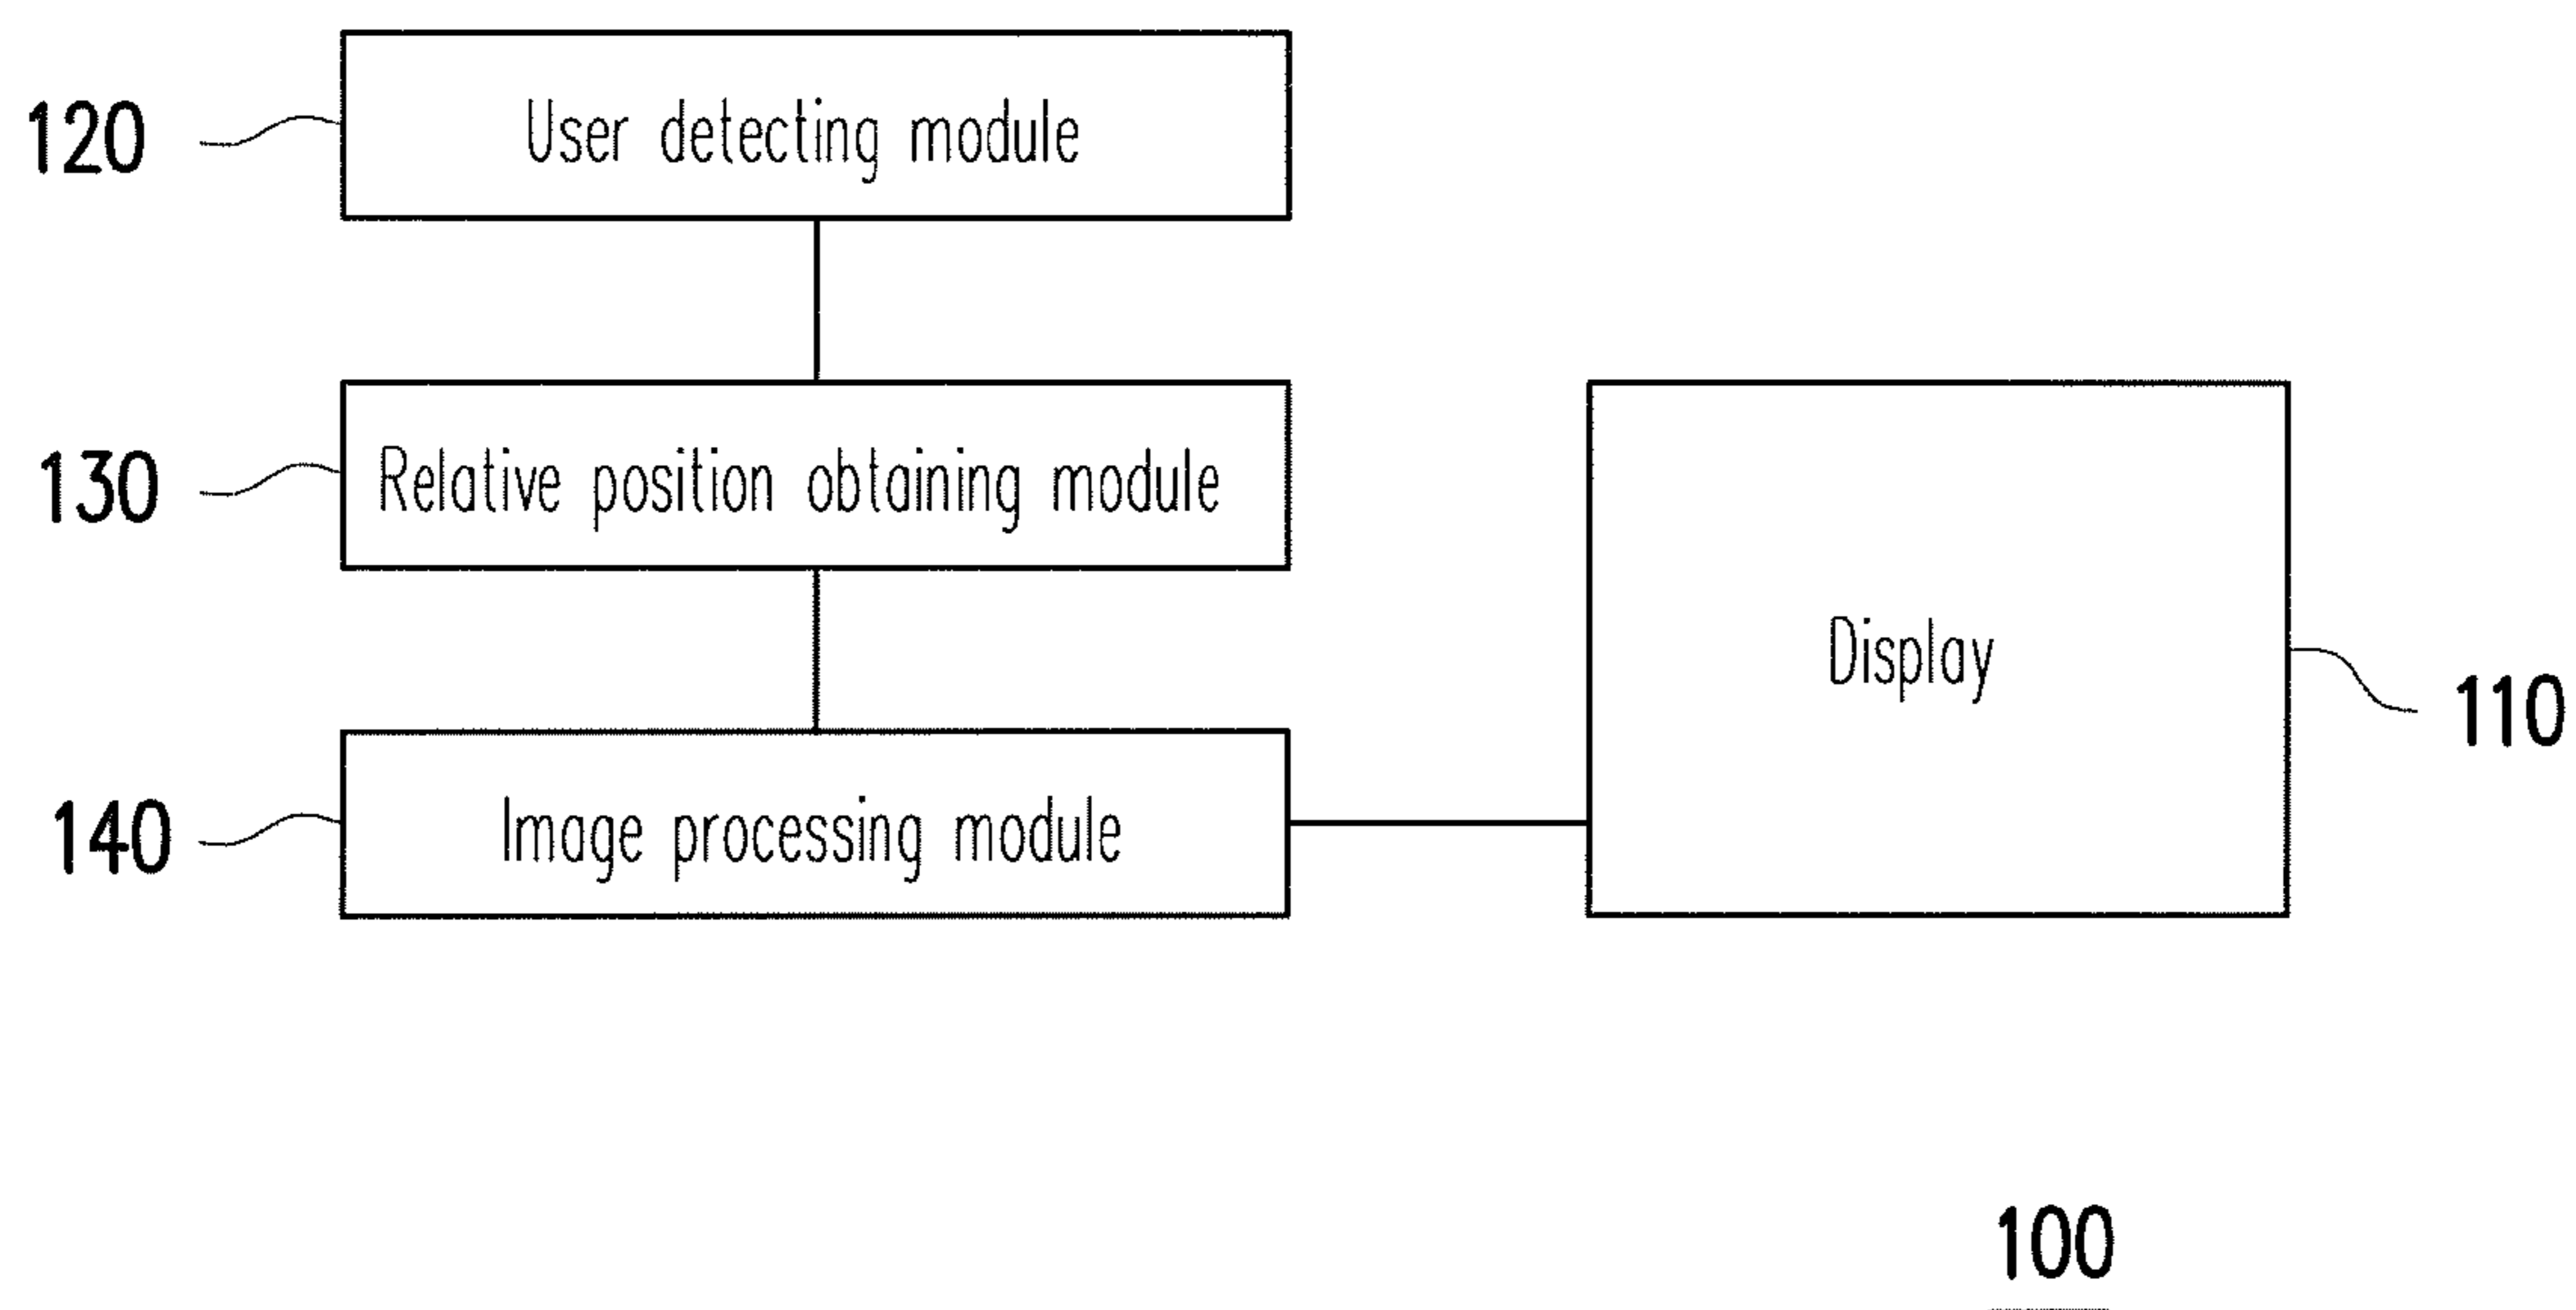 120
User detecting module
130
Relative position obtaining module
Display
110
140
Image processing module
100